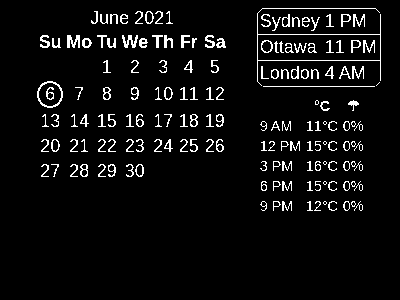 June 2021
Su Mo Tu We Th Fr Sa
1 2 3 4 5
6 7 8 9 10 11 12
13 14 15 16 17 18 19
20 21 22 23 24 25 26
27 28 29 30
Sydney 1 PM
Ottawa 11 PM
London 4 AM
°C ☂
9 AM 11°C 0%
12 PM 15°C 0%
3 PM 16°C 0%
6 PM 15°C 0%
9 PM 12°C 0%